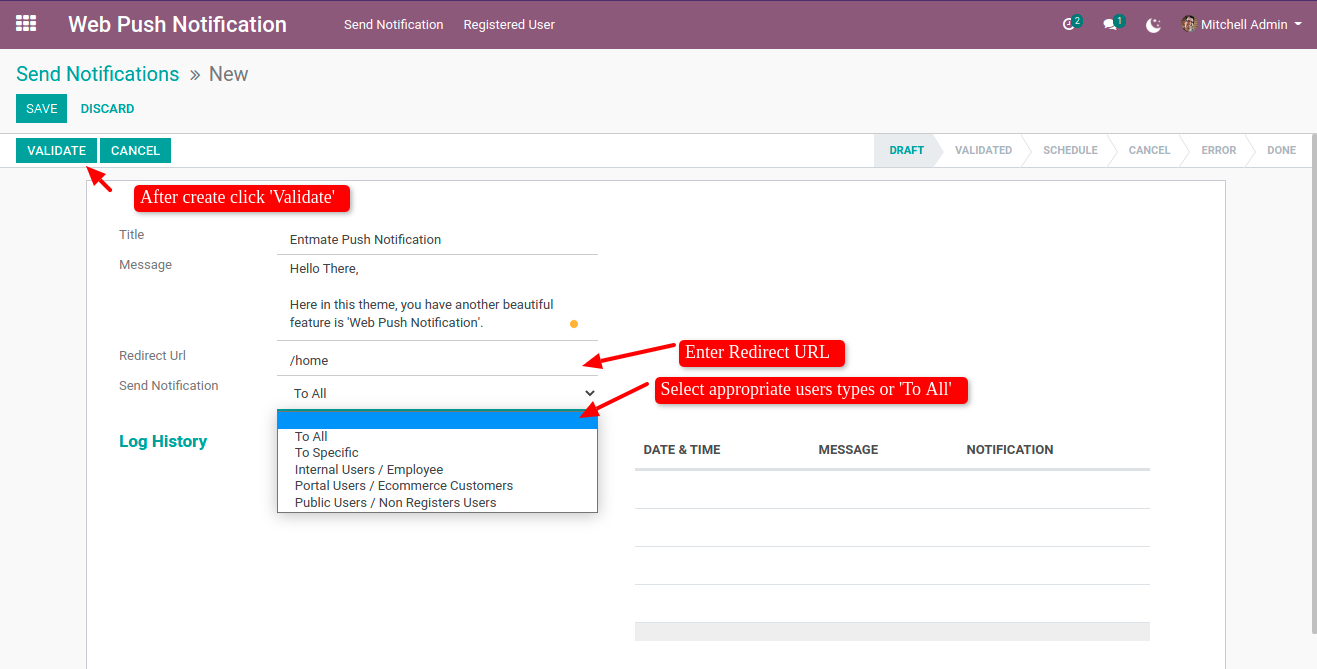 Web Push Notification
Send Notification
Registered User
2
1
Mitchell Admin
Send Notifications » New
SAVE
DISCARD
VALIDATE
CANCEL
DRAFT
VALIDATED
SCHEDULE
CANCEL
ERROR
DONE
After create click 'Validate'
Title
Entmate Push Notification
Message
Hello There,
Here in this theme, you have another beautiful
feature is 'Web Push Notification'.
Redirect Url
/home
Enter Redirect URL
Send Notification
To All
Select appropriate users types or 'To All'
To All
To Specific
Internal Users / Employee
Portal Users / Ecommerce Customers
Public Users / Non Registers Users
Log History
DATE & TIME
MESSAGE
NOTIFICATION